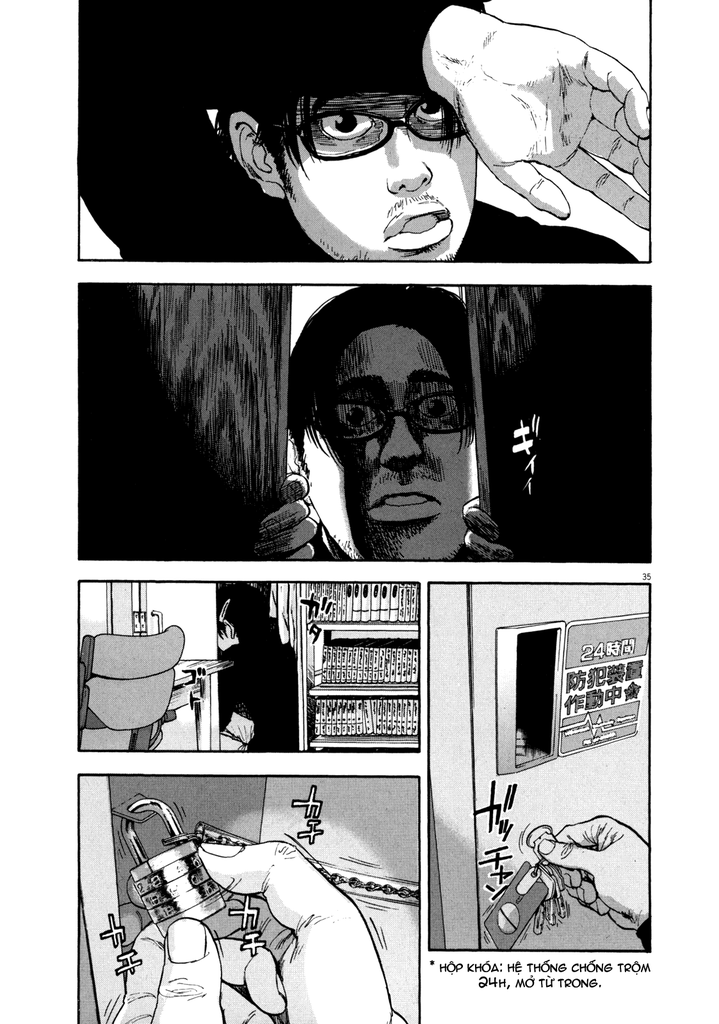 ギィィ
35
ガタ
ゴト
24時間
防犯装置
作動中
ガッ
チャン
カチ
カチ
カチ
カチ
* HỘP KHÓA: HỆ THỐNG CHỐNG TRỘM
24H, MỞ TỪ TRONG.